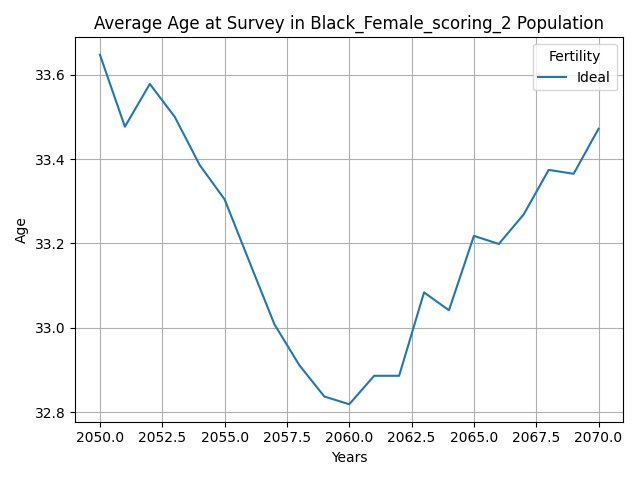 Average Age at Survey in Black_Female_scoring_2 Population
Fertility
Ideal
33.6
33.4
33.2
33.0
32.8
Age
2050.0 2052.5 2055.0 2057.5 2060.0 2062.5 2065.0 2067.5 2070.0
Years